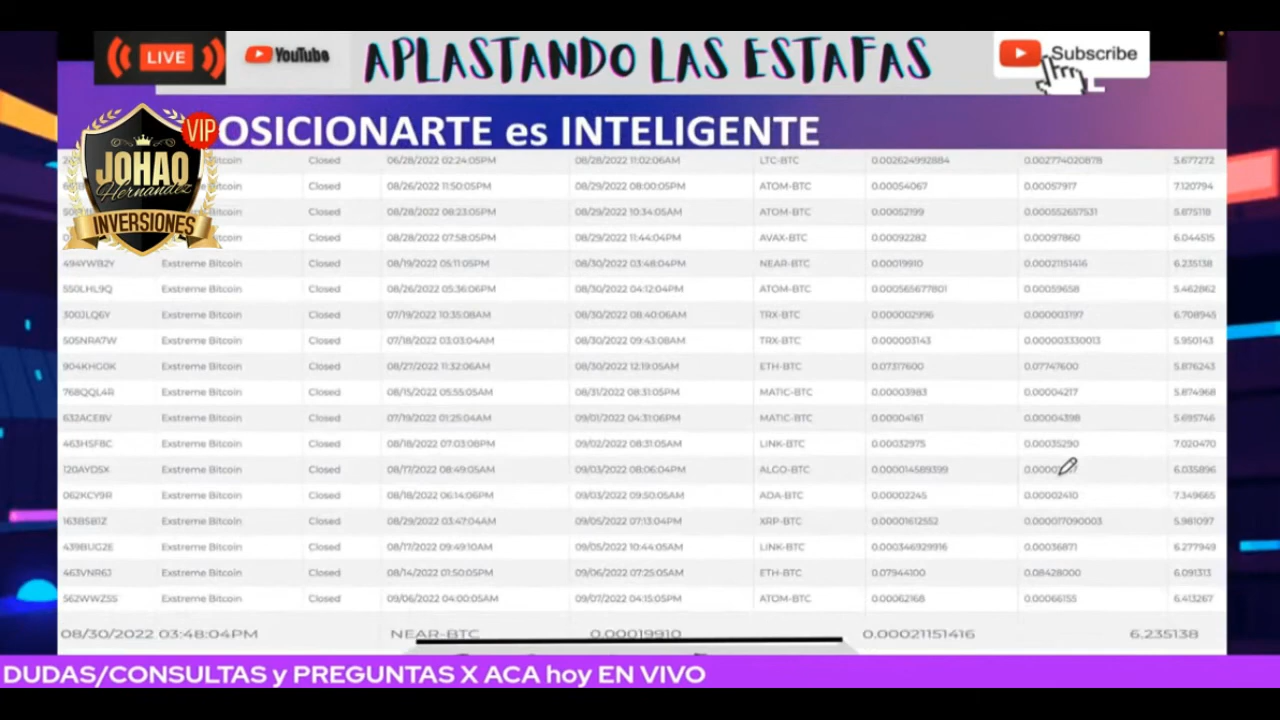 LIVE YouTube APLASTANDO LAS ESTAFAS Subscribe
VIP OSICIONARTE es INTELIGENTE
JOHAO
Hernandez
INVERSIONES
itcoin Closed 06/28/2022 02:24:05PM 08/28/2022 11:02:06AM LTC-BTC 0.002624992884 0.002774020878 5.677272
itcoin Closed 08/26/2022 11:50:05PM 08/29/2022 08:00:05PM ATOM-BTC 0.00054067 0.00057917 7.120794
itcoin Closed 08/28/2022 08:23:05PM 08/29/2022 10:34:05AM ATOM-BTC 0.00052199 0.000552657531 5.875118
itcoin Closed 08/28/2022 07:58:05PM 08/29/2022 11:44:04PM AVAX-BTC 0.00092282 0.00097860 6.044515
494YWBZY Exstreme Bitcoin Closed 08/19/2022 05:11:05PM 08/30/2022 03:48:04PM NEAR-BTC 0.00019910 0.00021151416 6.235138
550LHL9Q Exstreme Bitcoin Closed 08/26/2022 05:36:06PM 08/30/2022 04:12:04PM ATOM-BTC 0.000565677801 0.00059658 5.462862
300JLQ6Y Exstreme Bitcoin Closed 07/19/2022 10:35:08AM 08/30/2022 08:40:06AM TRX-BTC 0.000002996 0.000003197 6.708945
505NRA7W Exstreme Bitcoin Closed 07/18/2022 03:03:04AM 08/30/2022 09:43:08AM TRX-BTC 0.000003143 0.000003330013 5.950143
904KHG0K Exstreme Bitcoin Closed 08/27/2022 11:32:06AM 08/30/2022 12:19:05AM ETH-BTC 0.07317600 0.07747600 5.876243
768QQL4R Exstreme Bitcoin Closed 08/15/2022 05:55:05AM 08/31/2022 08:31:05PM MATIC-BTC 0.00003983 0.00004217 5.874968
632ACE8V Exstreme Bitcoin Closed 07/19/2022 01:25:04AM 09/01/2022 04:31:06PM MATIC-BTC 0.00004161 0.00004398 5.695746
463HSF8C Exstreme Bitcoin Closed 08/18/2022 07:03:08PM 09/02/2022 08:31:05AM LINK-BTC 0.00032975 0.00035290 7.020470
120AYD5X Exstreme Bitcoin Closed 08/17/2022 08:49:05AM 09/03/2022 08:06:04PM ALGO-BTC 0.000014589399 6.035896
062KCY9R Exstreme Bitcoin Closed 08/18/2022 06:14:06PM 09/03/2022 09:50:05AM ADA-BTC 0.00002245 0.00002410 7.349665
163B5B1Z Exstreme Bitcoin Closed 08/29/2022 03:47:04AM 09/05/2022 07:13:04PM XRP-BTC 0.00001612552 0.000017090003 5.981097
439BUG2E Exstreme Bitcoin Closed 08/17/2022 09:49:10AM 09/05/2022 10:44:05AM LINK-BTC 0.000346929916 0.00036871 6.277949
463VNR6J Exstreme Bitcoin Closed 08/14/2022 01:50:05PM 09/06/2022 07:25:05AM ETH-BTC 0.07944100 0.08428000 6.091313
562WWZ5S Exstreme Bitcoin Closed 09/06/2022 04:00:05AM 09/07/2022 04:15:05PM ATOM-BTC 0.00062168 0.00066155 6.413267
08/30/2022 03:48:04PM NEAR-BTC 0.00019910 0.00021151416 6.235138
DUDAS/CONSULTAS y PREGUNTAS X ACA hoy EN VIVO